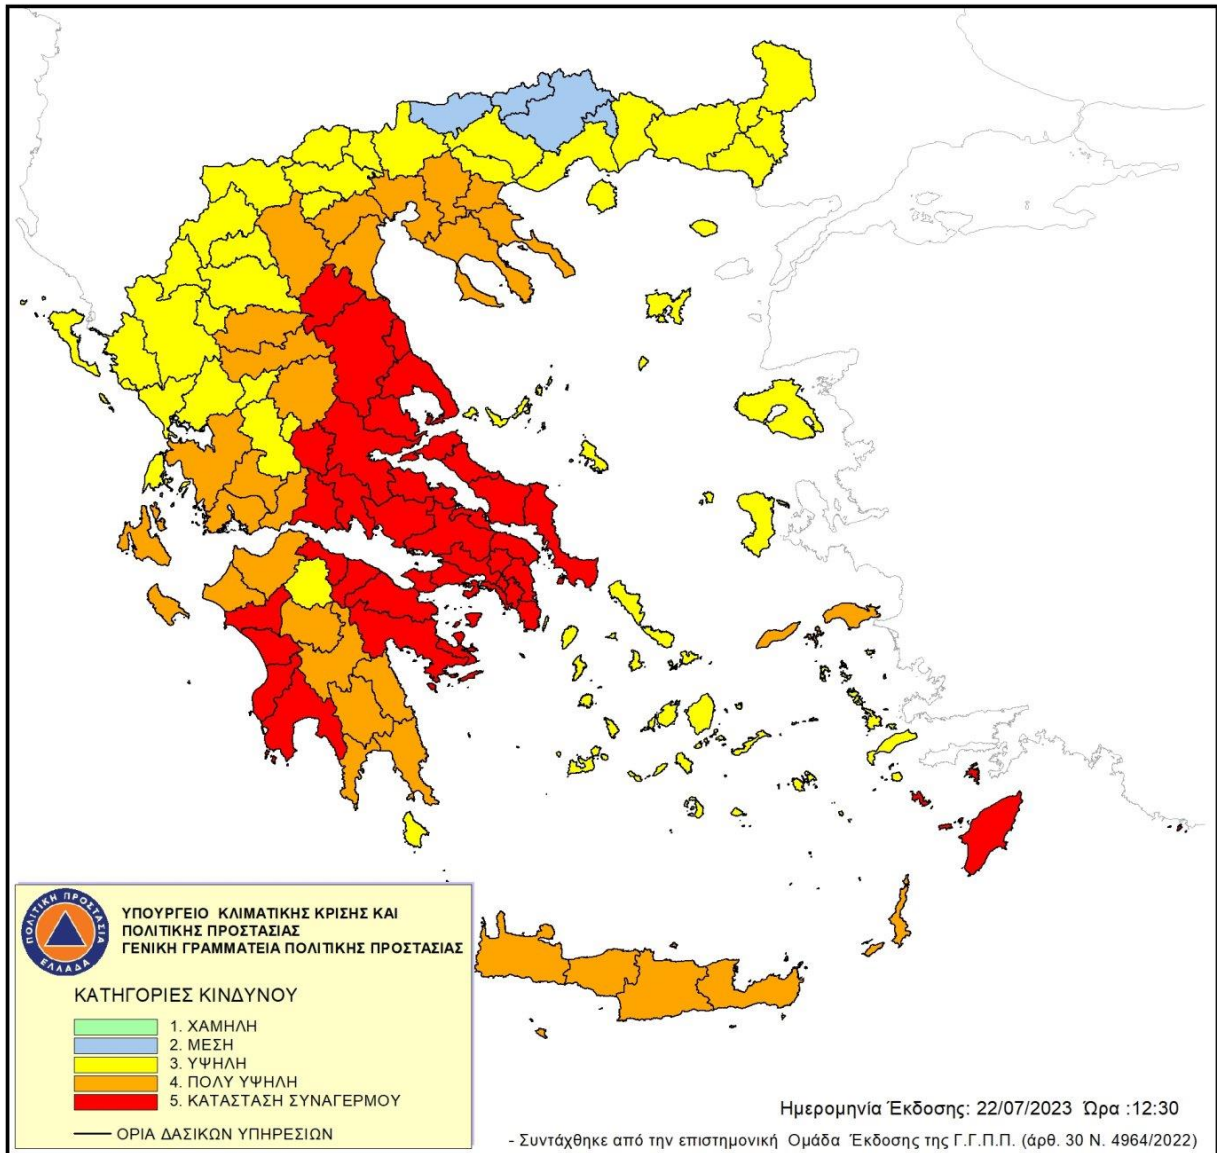 ΠΟΛΙΤΙΚΗ ΠΡΟΣΤΑΣΙΑ
ΕΛΛΑΔΑ
ΥΠΟΥΡΓΕΙΟ ΚΛΙΜΑΤΙΚΗΣ ΚΡΙΣΗΣ ΚΑΙ
ΠΟΛΙΤΙΚΗΣ ΠΡΟΣΤΑΣΙΑΣ
ΓΕΝΙΚΗ ΓΡΑΜΜΑΤΕΙΑ ΠΟΛΙΤΙΚΗΣ ΠΡΟΣΤΑΣΙΑΣ
ΚΑΤΗΓΟΡΙΕΣ ΚΙΝΔΥΝΟΥ
1. ΧΑΜΗΛΗ
2. ΜΕΣΗ
3. ΥΨΗΛΗ
4. ΠΟΛΥ ΥΨΗΛΗ
5. ΚΑΤΑΣΤΑΣΗ ΣΥΝΑΓΕΡΜΟΥ
ΟΡΙΑ ΔΑΣΙΚΩΝ ΥΠΗΡΕΣΙΩΝ
Ημερομηνία Έκδοσης: 22/07/2023 Ώρα :12:30
- Συντάχθηκε από την επιστημονική Ομάδα Έκδοσης της Γ.Γ.Π.Π. (άρθ. 30 Ν. 4964/2022)